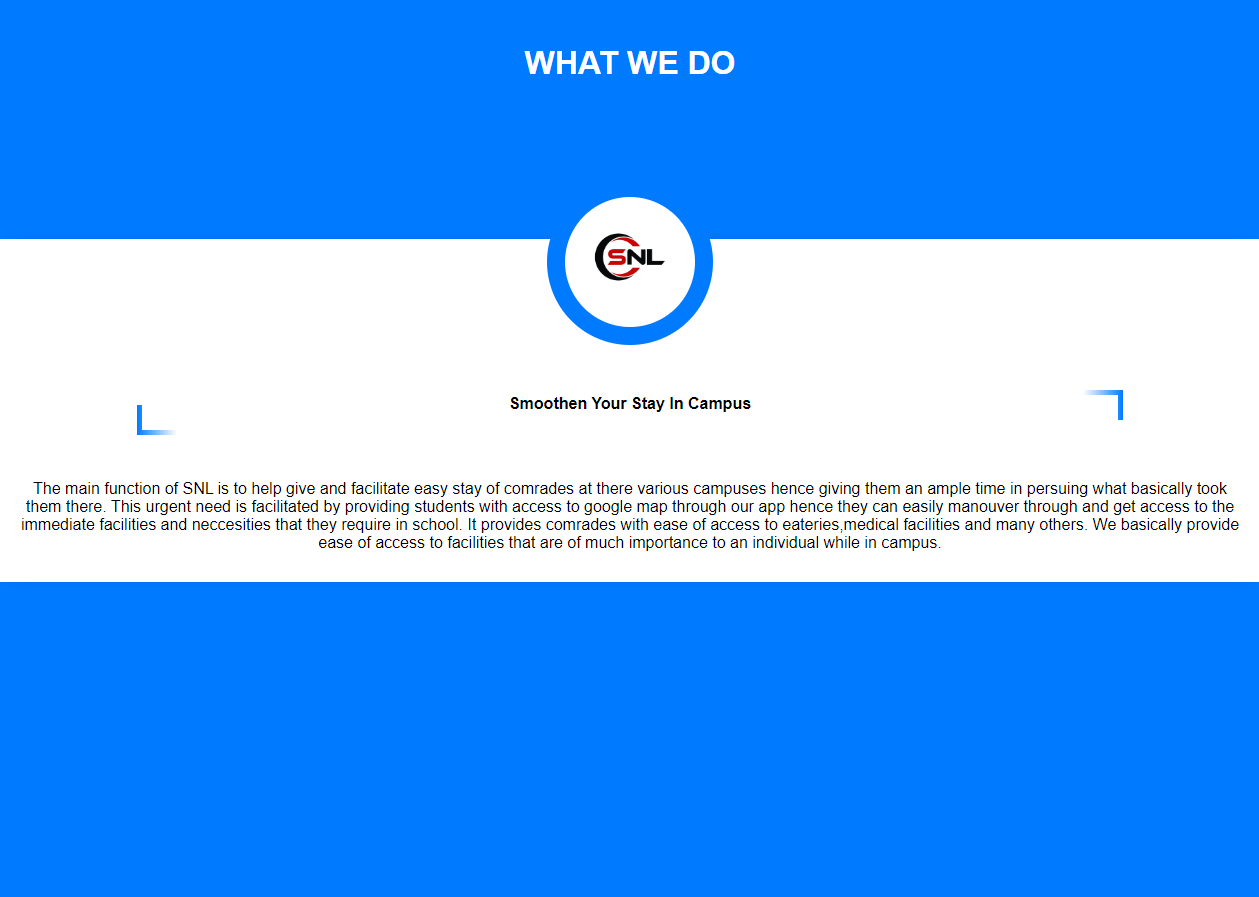 WHAT WE DO
SNL
Smoothen Your Stay In Campus
The main function of SNL is to help give and facilitate easy stay of comrades at there various campuses hence giving them an ample time in persuing what basically took
them there. This urgent need is facilitated by providing students with access to google map through our app hence they can easily manouver through and get access to the
immediate facilities and neccesities that they require in school. It provides comrades with ease of access to eateries,medical facilities and many others. We basically provide
ease of access to facilities that are of much importance to an individual while in campus.